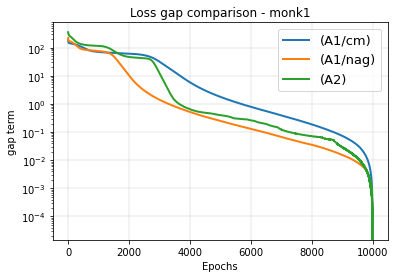 Loss gap comparison - monk1
gap term
10²
10¹
10⁰
10⁻¹
10⁻²
10⁻³
10⁻⁴
(A1/cm)
(A1/nag)
(A2)
0 2000 4000 6000 8000 10000
Epochs